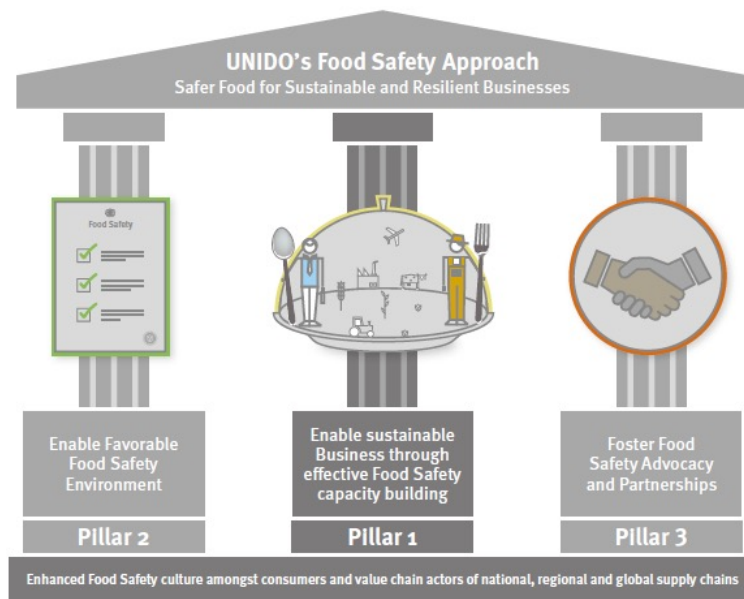 UNIDO's Food Safety Approach
Safer Food for Sustainable and Resilient Businesses
Food Safety
Enable Favorable
Food Safety
Environment
Pillar 2
Enable sustainable
Business through
effective Food Safety
capacity building
Pillar 1
Foster Food
Safety Advocacy
and Partnerships
Pillar 3
Enhanced Food Safety culture amongst consumers and value chain actors of national, regional and global supply chains